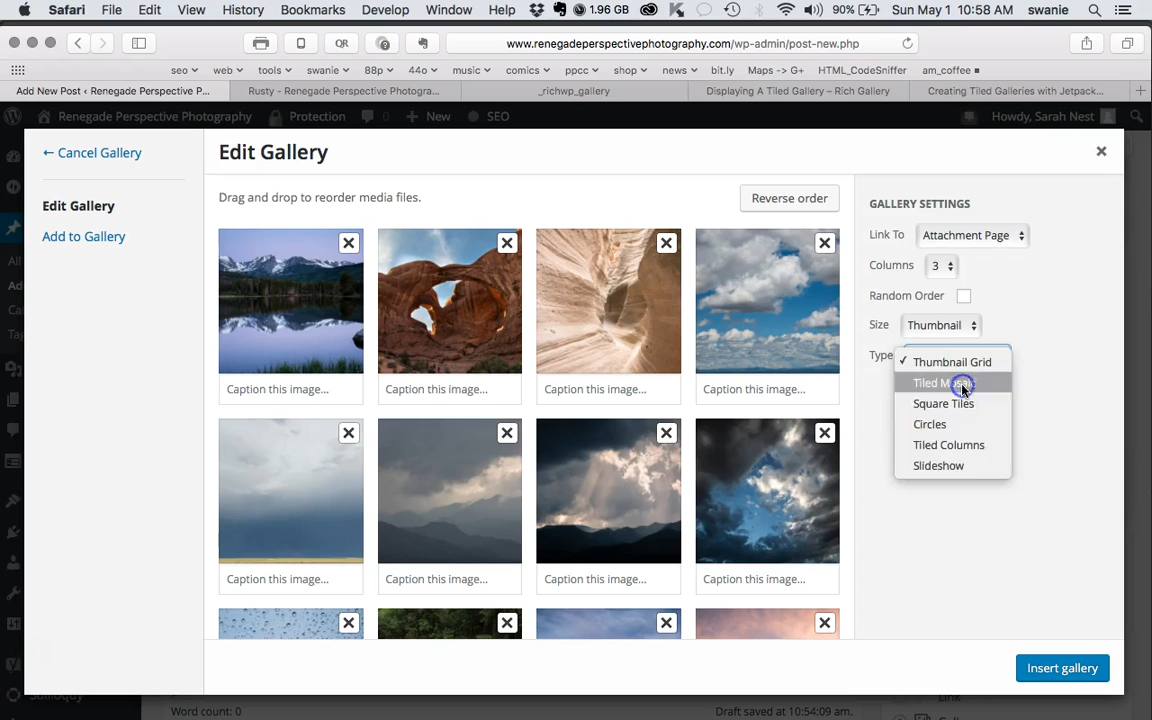 Safari File Edit View History Bookmarks Develop Window Help 1.96 GB 90% Sun May 1 10:58 AM swanie
QR www.renegadeperspectivephotography.com/wp-admin/post-new.php
seo web tools swanie 88p 44o music comics ppcc shop news bit.ly Maps -> G+ HTML_CodeSniffer am_coffee
Add New Post ‹ Renegade Perspective P... Rusty - Renegade Perspective Photogra... _richwp_gallery Displaying A Tiled Gallery – Rich Gallery Creating Tiled Galleries with Jetpack...
Renegade Perspective Photography Protection 0 New SEO Howdy, Sarah Nest
← Cancel Gallery
Edit Gallery
Add to Gallery
Edit Gallery
Drag and drop to reorder media files.
Reverse order
Caption this image... Caption this image... Caption this image... Caption this image...
Caption this image... Caption this image... Caption this image... Caption this image...
GALLERY SETTINGS
Link To Attachment Page
Columns 3
Random Order
Size Thumbnail
Type
Thumbnail Grid
Tiled Mosaic
Square Tiles
Circles
Tiled Columns
Slideshow
Insert gallery
Word count: 0
Draft saved at 10:54:09 am.